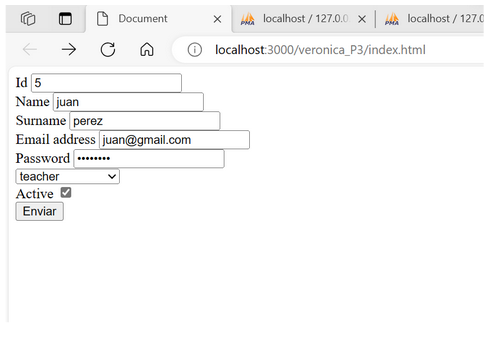 Document
localhost / 127.0.0
localhost / 127.0.
localhost:3000/veronica_P3/index.html
Id 5
Name juan
Surname perez
Email address juan@gmail.com
Password ••••••••
teacher
Active
Enviar